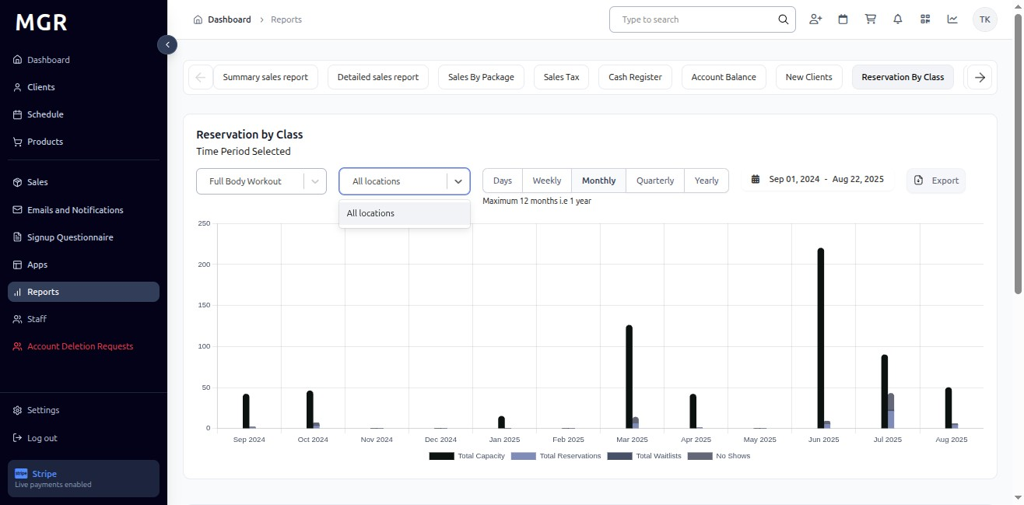 MGR
Dashboard
Clients
Schedule
Products
Sales
Emails and Notifications
Signup Questionnaire
Apps
Reports
Staff
Account Deletion Requests
Settings
Log out
Stripe
Live payments enabled
Dashboard > Reports
Type to search
TK
Summary sales report
Detailed sales report
Sales By Package
Sales Tax
Cash Register
Account Balance
New Clients
Reservation By Class
Reservation by Class
Time Period Selected
Full Body Workout
All locations
All locations
Days
Weekly
Monthly
Quarterly
Yearly
Maximum 12 months i.e 1 year
Sep 01, 2024 - Aug 22, 2025
Export
250
200
150
100
50
0
Sep 2024
Oct 2024
Nov 2024
Dec 2024
Jan 2025
Feb 2025
Mar 2025
Apr 2025
May 2025
Jun 2025
Jul 2025
Aug 2025
Total Capacity
Total Reservations
Total Waitlists
No Shows